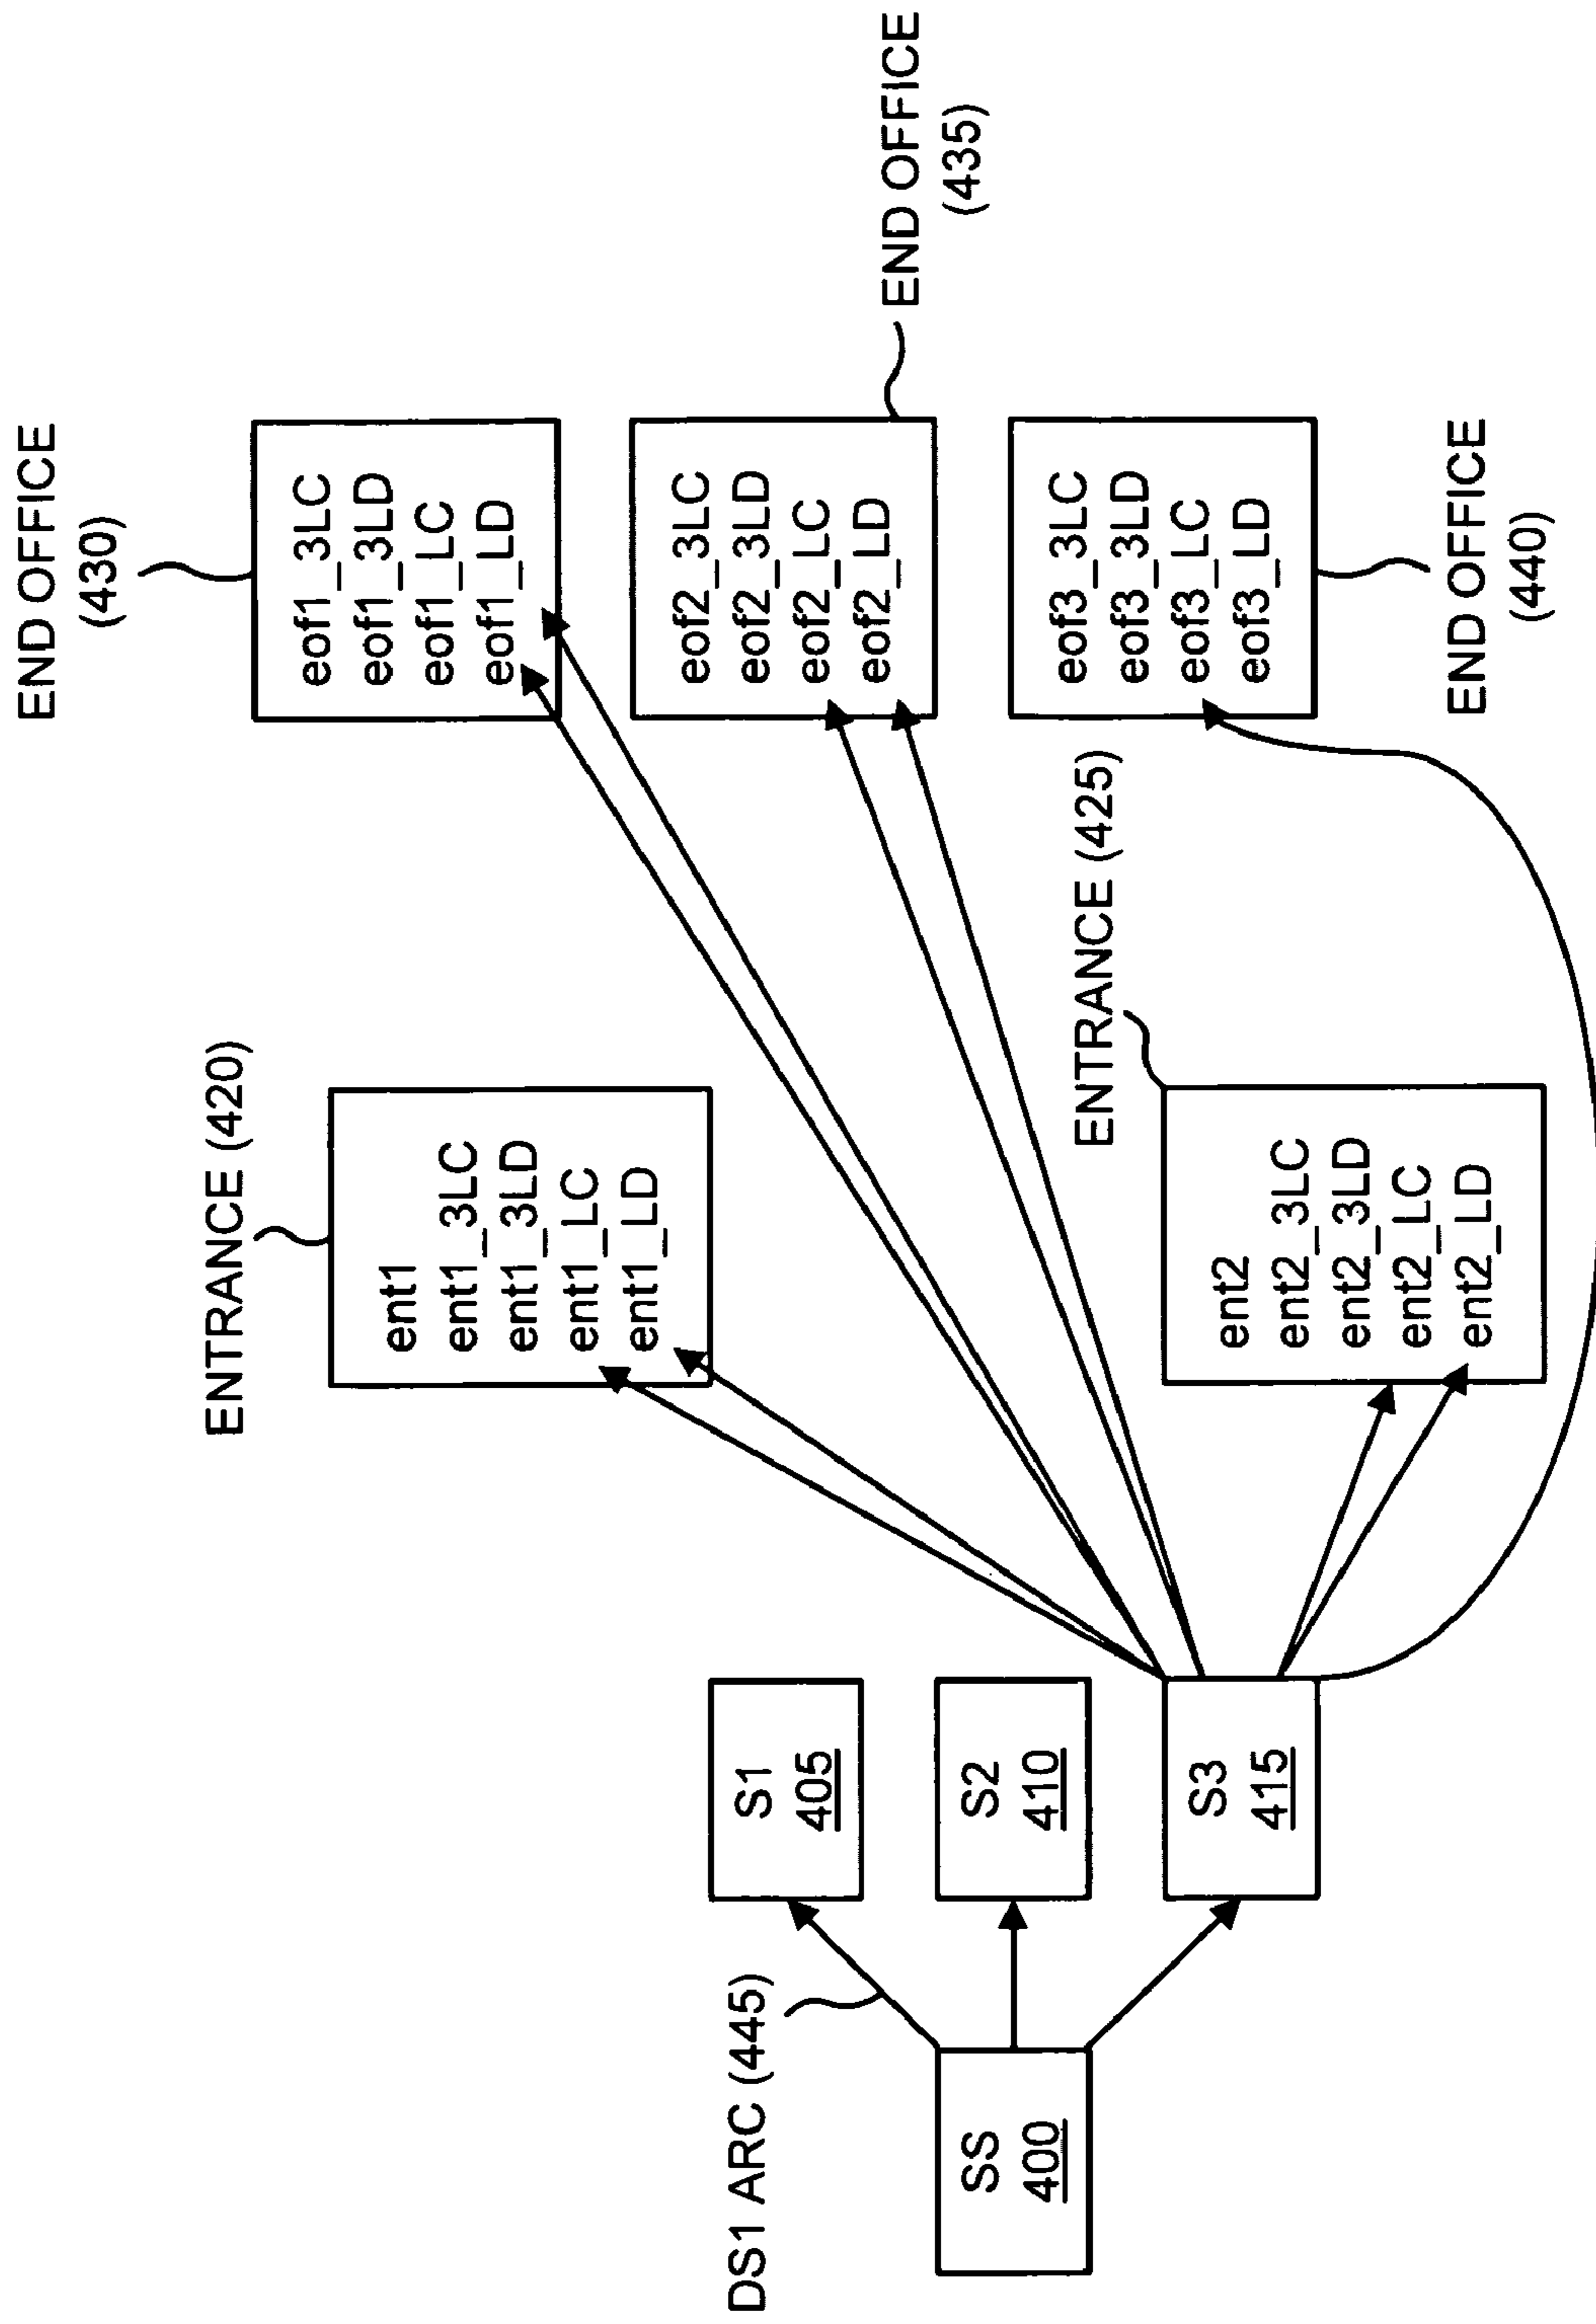 END OFFICE
(430)
eof1_3LC
eof1_3LD
eof1_LC
eof1_LD
ENTRANCE (420)
ent1
ent1_3LC
ent1_3LD
ent1_LC
ent1_LD
END OFFICE
(435)
eof2_3LC
eof2_3LD
eof2_LC
eof2_LD
DS1 ARC (445)
S1
405
SS
400
S2
410
S3
415
ENTRANCE (425)
ent2
ent2_3LC
ent2_3LD
ent2_LC
ent2_LD
eof3_3LC
eof3_3LD
eof3_LC
eof3_LD
END OFFICE
(440)